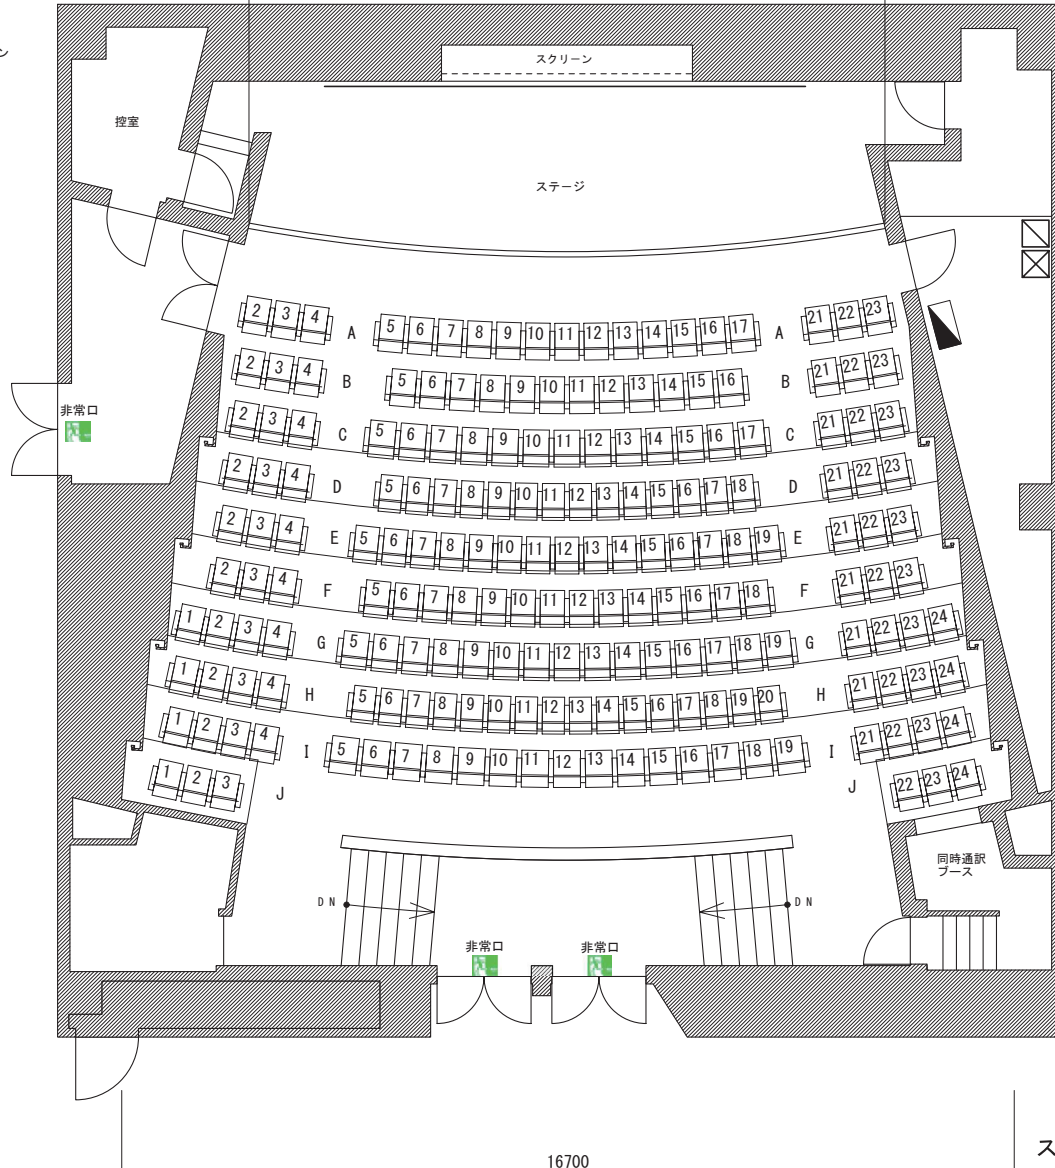 ン
スクリーン
控室
ステージ
2 3 4 A 5 6 7 8 9 10 11 12 13 14 15 16 17 A 21 22 23
2 3 4 B 5 6 7 8 9 10 11 12 13 14 15 16 B 21 22 23
非常口
2 3 4 C 5 6 7 8 9 10 11 12 13 14 15 16 17 C 21 22 23
2 3 4 D 5 6 7 8 9 10 11 12 13 14 15 16 17 18 D 21 22 23
2 3 4 E 5 6 7 8 9 10 11 12 13 14 15 16 17 18 19 E 21 22 23
2 3 4 F 5 6 7 8 9 10 11 12 13 14 15 16 17 18 F 21 22 23
1 2 3 4 G 5 6 7 8 9 10 11 12 13 14 15 16 17 18 19 G 21 22 23 24
1 2 3 4 H 5 6 7 8 9 10 11 12 13 14 15 16 17 18 19 20 H 21 22 23 24
1 2 3 4 I 5 6 7 8 9 10 11 12 13 14 15 16 17 18 19 I 21 22 23 24
1 2 3 J J 22 23 24
同時通訳
ブース
DN DN
非常口 非常口
ス
16700